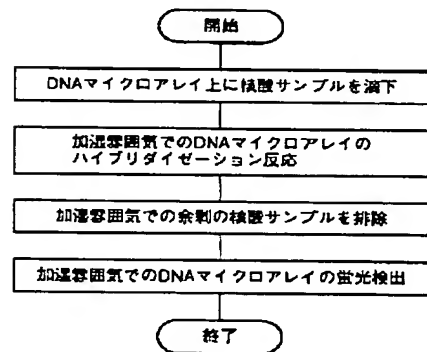 開始
DNAマイクロアレイ上に核酸サンプルを滴下
加湿雰囲気でのDNAマイクロアレイの
ハイブリダイゼーション反応
加湿雰囲気での余剰の核酸サンプルを排除
加湿雰囲気でのDNAマイクロアレイの蛍光検出
終了